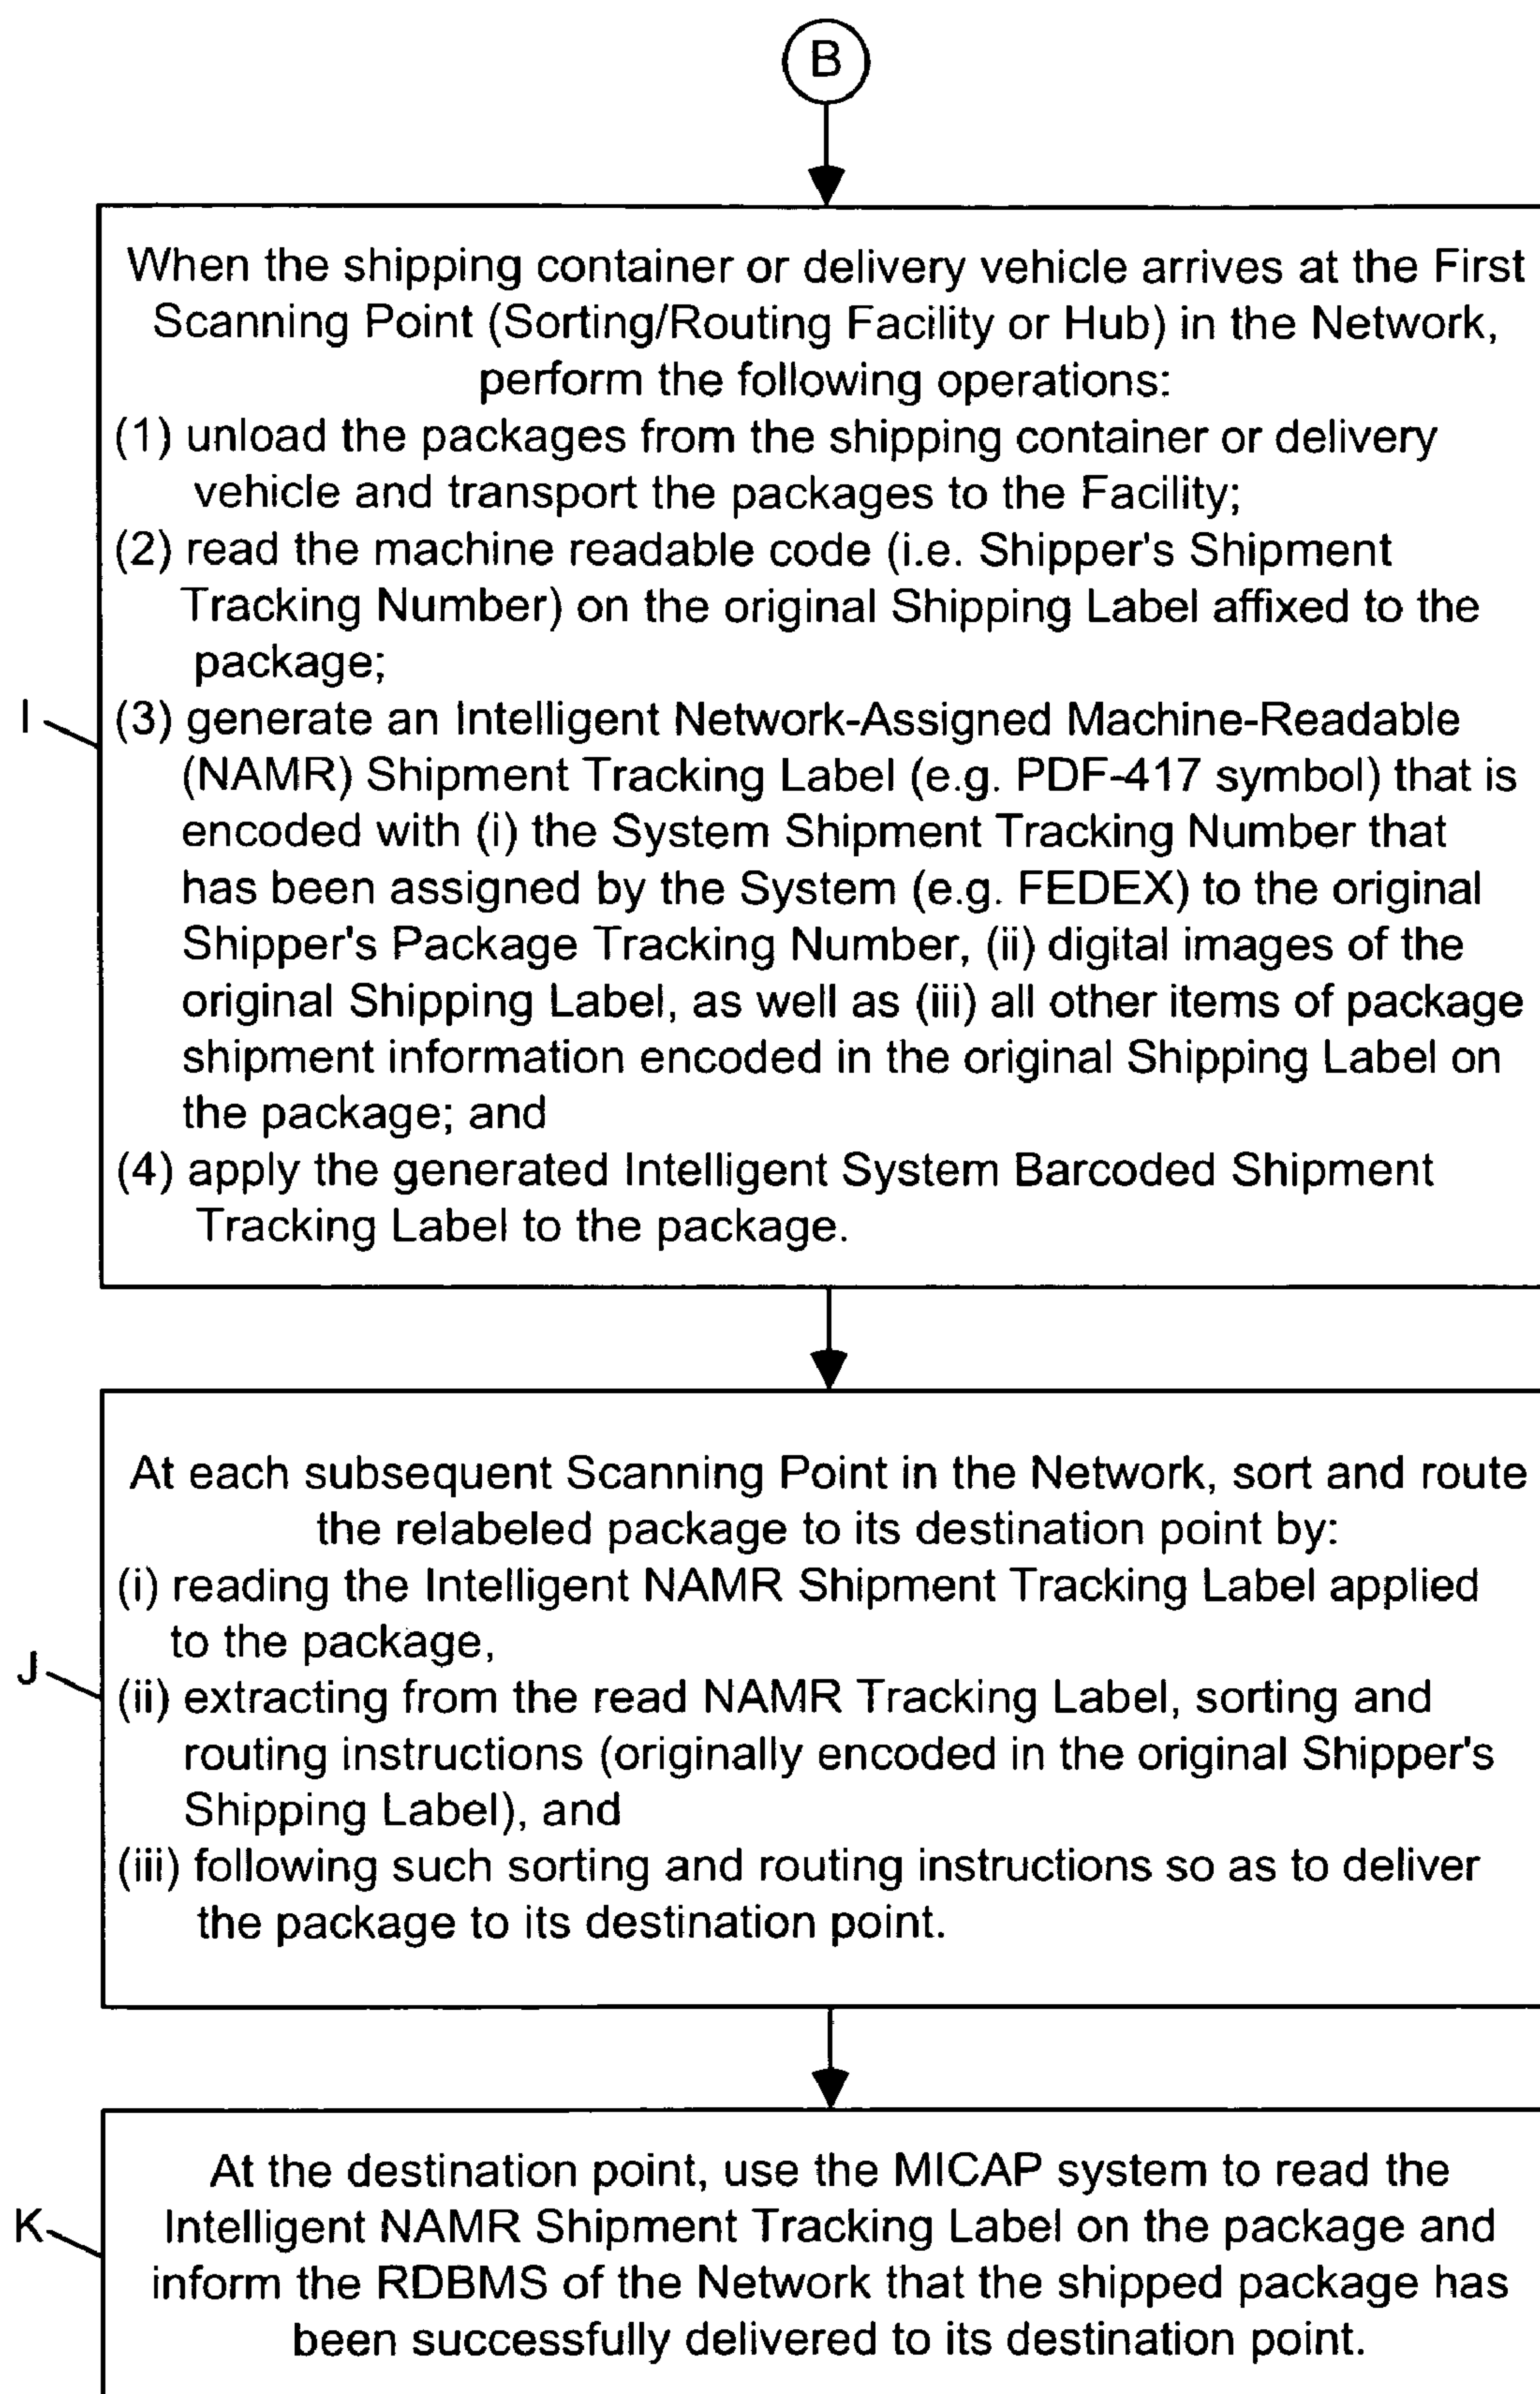 B
When the shipping container or delivery vehicle arrives at the First
Scanning Point (Sorting/Routing Facility or Hub) in the Network,
perform the following operations:
(1) unload the packages from the shipping container or delivery
vehicle and transport the packages to the Facility;
(2) read the machine readable code (i.e. Shipper's Shipment
Tracking Number) on the original Shipping Label affixed to the
package;
I
(3) generate an Intelligent Network-Assigned Machine-Readable
(NAMR) Shipment Tracking Label (e.g. PDF-417 symbol) that is
encoded with (i) the System Shipment Tracking Number that
has been assigned by the System (e.g. FEDEX) to the original
Shipper's Package Tracking Number, (ii) digital images of the
original Shipping Label, as well as (iii) all other items of package
shipment information encoded in the original Shipping Label on
the package; and
(4) apply the generated Intelligent System Barcoded Shipment
Tracking Label to the package.
At each subsequent Scanning Point in the Network, sort and route
the relabeled package to its destination point by:
(i) reading the Intelligent NAMR Shipment Tracking Label applied
to the package,
J
(ii) extracting from the read NAMR Tracking Label, sorting and
routing instructions (originally encoded in the original Shipper's
Shipping Label), and
(iii) following such sorting and routing instructions so as to deliver
the package to its destination point.
At the destination point, use the MICAP system to read the
K
Intelligent NAMR Shipment Tracking Label on the package and
inform the RDBMS of the Network that the shipped package has
been successfully delivered to its destination point.